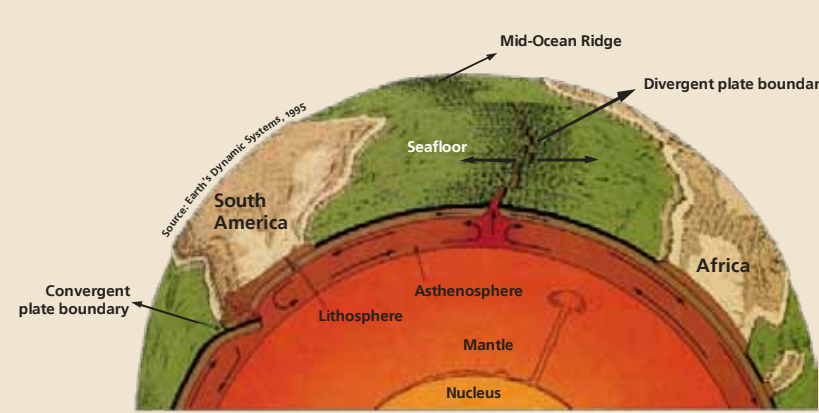 Mid-Ocean Ridge
Divergent plate boundar
Source: Earth's Dynamic Systems, 1995
Seafloor
South
America
Africa
Convergent
plate boundary
Asthenosphere
Lithosphere
Mantle
Nucleus